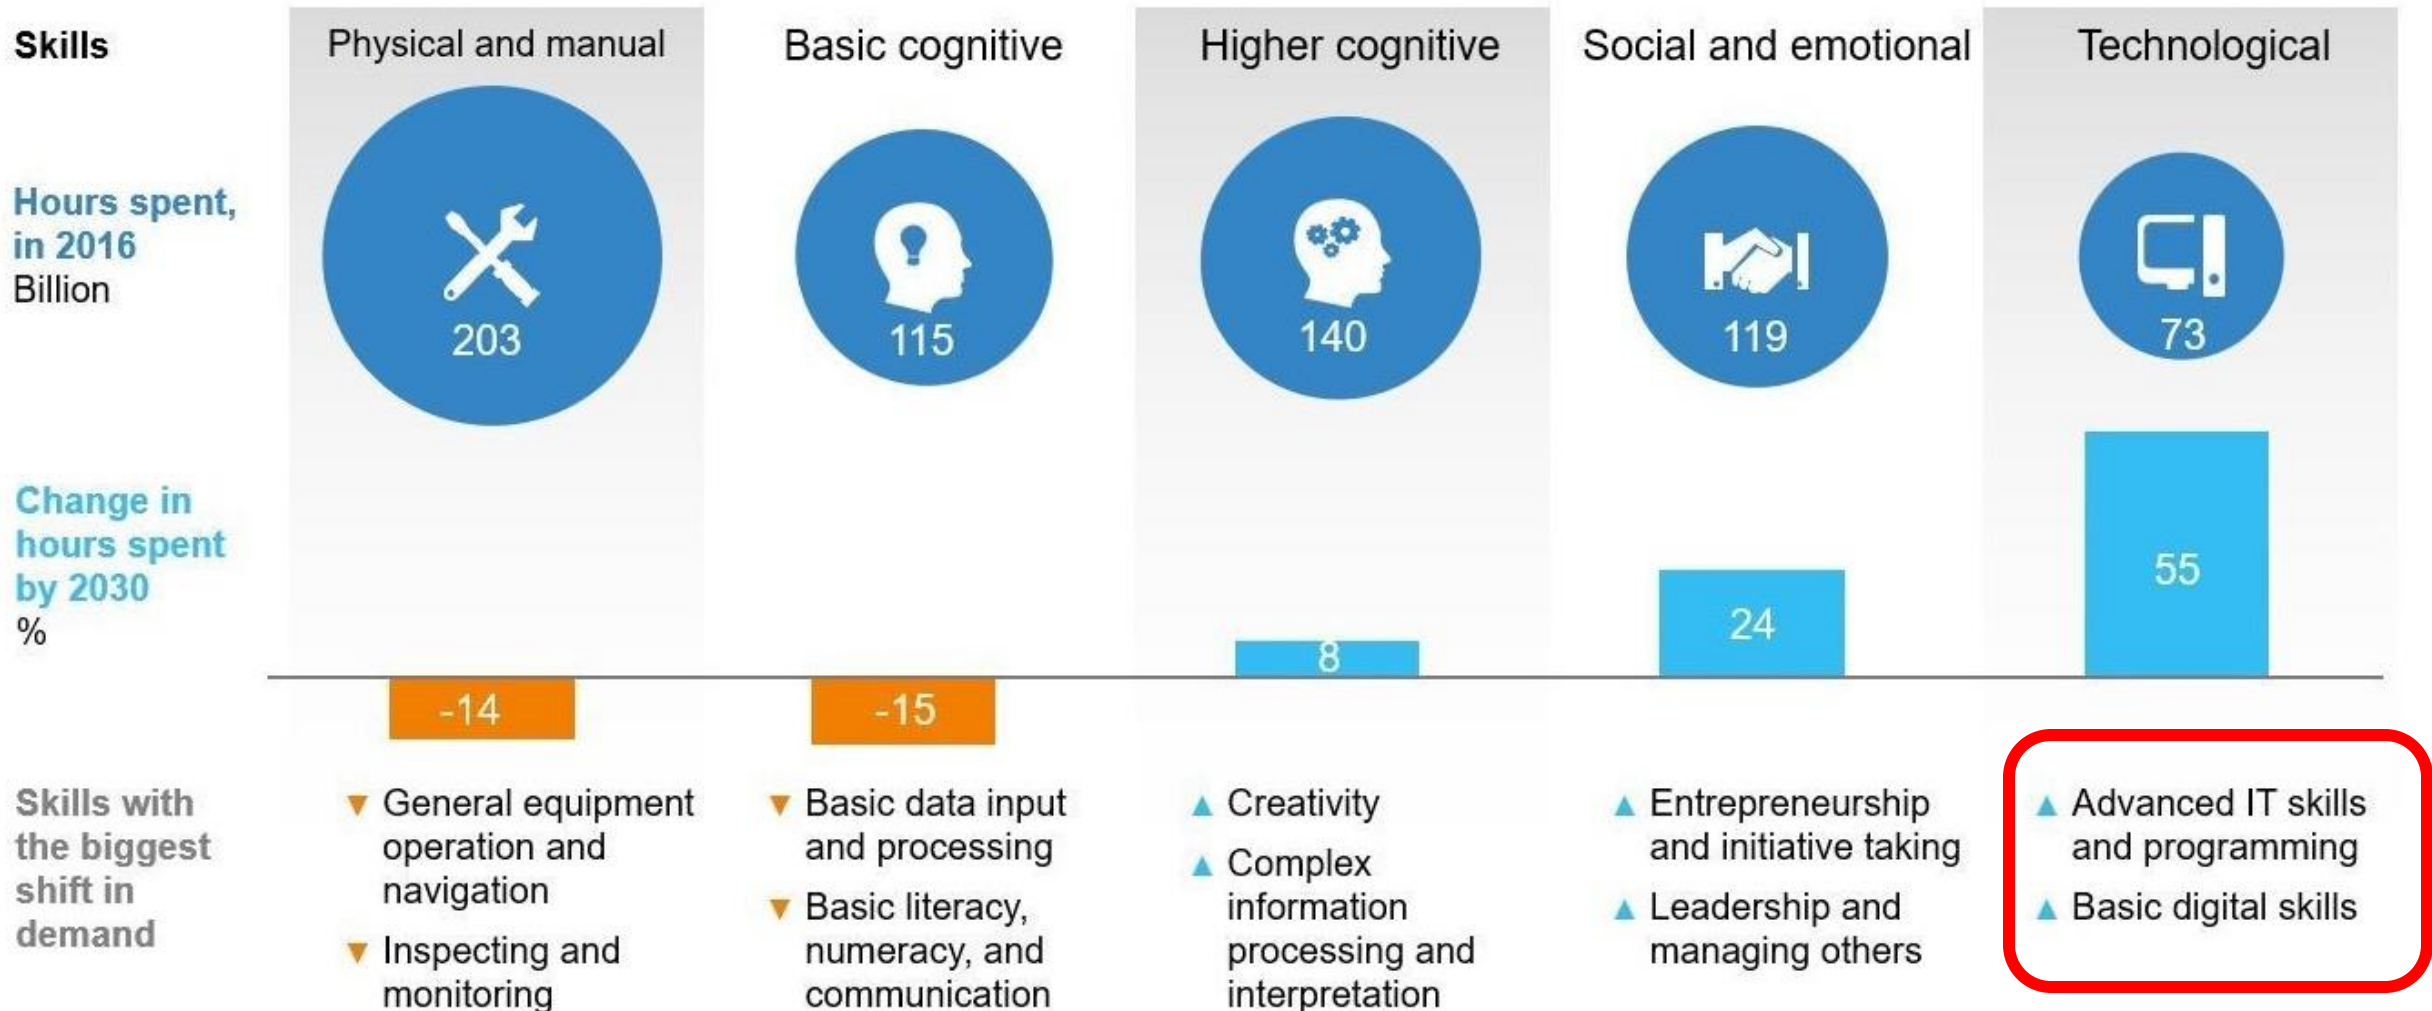 Skills
Physical and manual
Basic cognitive
Higher cognitive
Social and emotional
Technological
Hours spent,
in 2016
Billion
203
115
140
119
73
Change in
hours spent
by 2030
%
-14
-15
8
24
55
Skills with
the biggest
shift in
demand
▼ General equipment
operation and
navigation
▼ Inspecting and
monitoring
▼ Basic data input
and processing
▼ Basic literacy,
numeracy, and
communication
▲ Creativity
▲ Complex
information
processing and
interpretation
▲ Entrepreneurship
and initiative taking
▲ Leadership and
managing others
▲ Advanced IT skills
and programming
▲ Basic digital skills